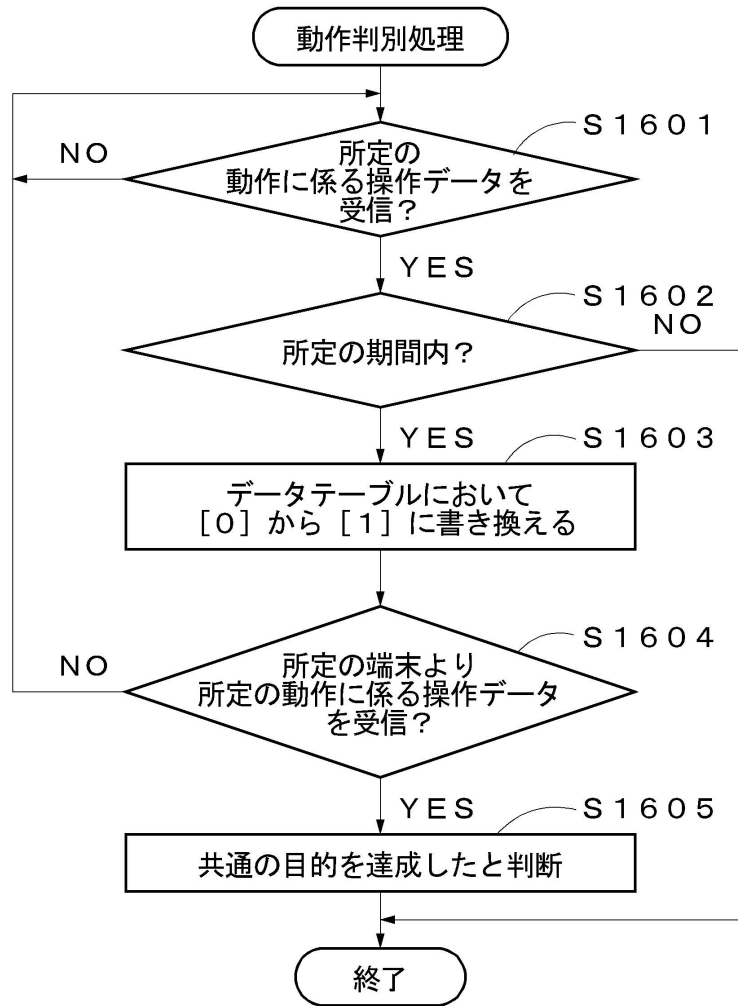 動作判別処理
S1601
NO
所定の
動作に係る操作データを
受信?
YES
S1602
NO
所定の期間内?
YES
S1603
データテーブルにおいて
[0]から[1]に書き換える
S1604
NO
所定の端末より
所定の動作に係る操作データ
を受信?
YES
S1605
共通の目的を達成したと判断
終了